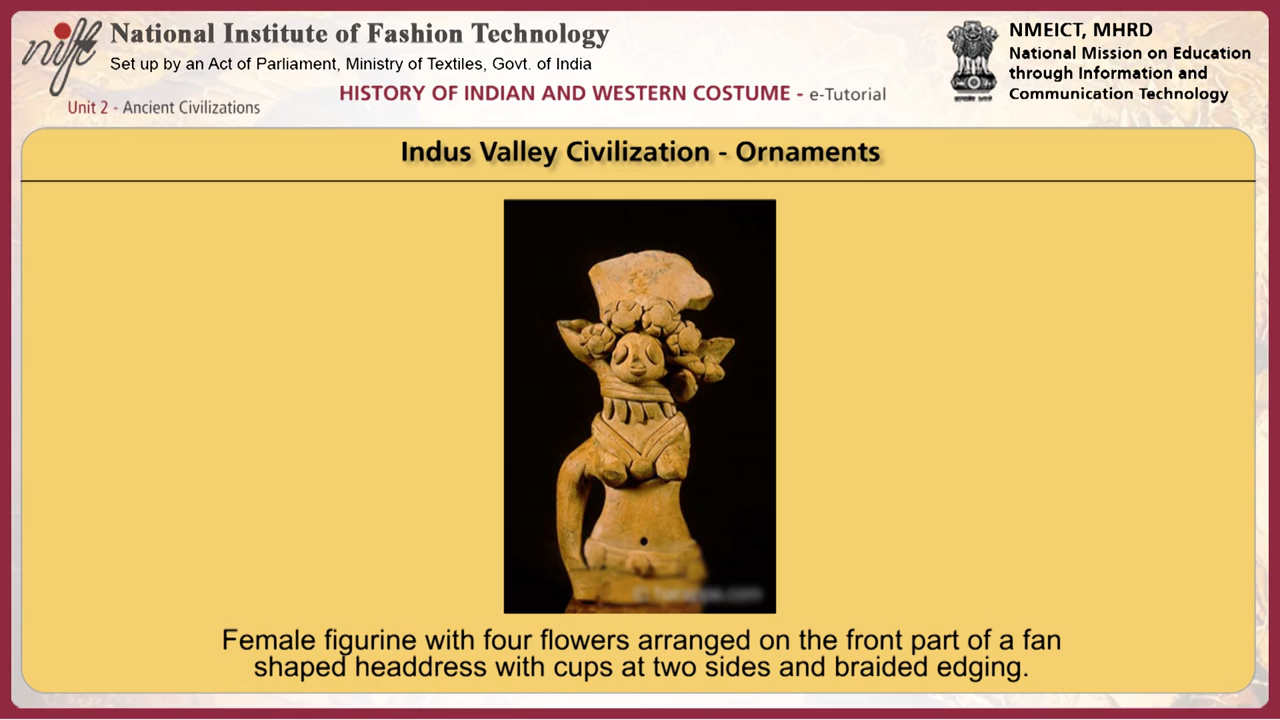 nift
National Institute of Fashion Technology
Set up by an Act of Parliament, Ministry of Textiles, Govt. of India
Unit 2 - Ancient Civilizations
HISTORY OF INDIAN AND WESTERN COSTUME - e-Tutorial
NMEICT, MHRD
National Mission on Education
through Information and
Communication Technology
Indus Valley Civilization - Ornaments
Female figurine with four flowers arranged on the front part of a fan
shaped headdress with cups at two sides and braided edging.